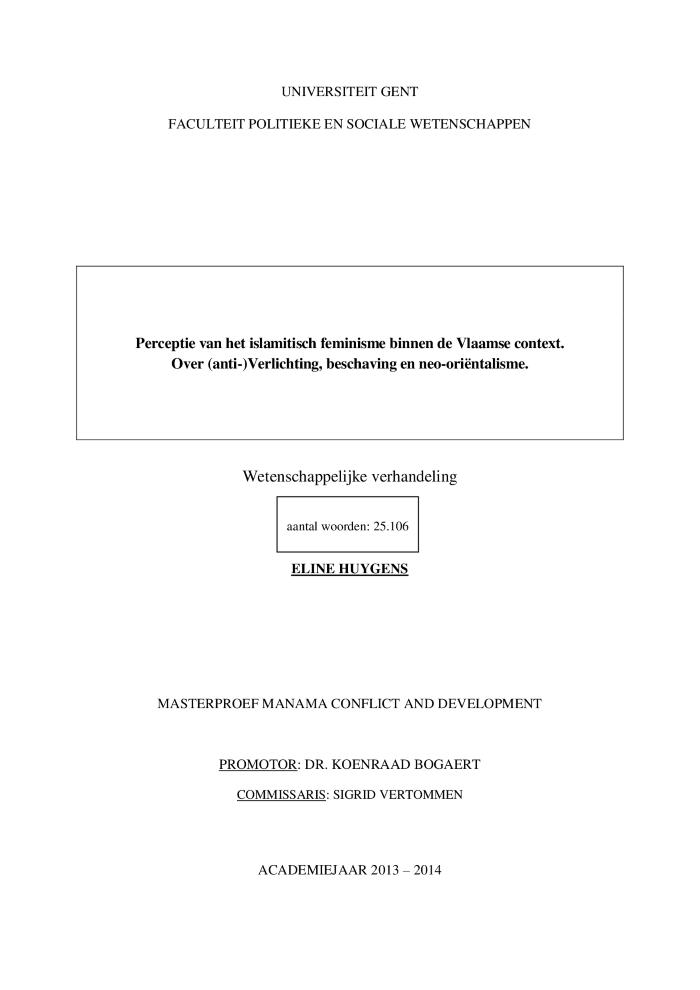 UNIVERSITEIT GENT
FACULTEIT POLITIEKE EN SOCIALE WETENSCHAPPEN
Perceptie van het islamitisch feminisme binnen de Vlaamse context.
Over (anti-)Verlichting, beschaving en neo-oriëntalisme.
Wetenschappelijke verhandeling
aantal woorden: 25.106
ELINE HUYGENS
MASTERPROEF MANAMA CONFLICT AND DEVELOPMENT
PROMOTOR: DR. KOENRAAD BOGAERT
COMMISSARIS: SIGRID VERTOMMEN
ACADEMIEJAAR 2013 – 2014